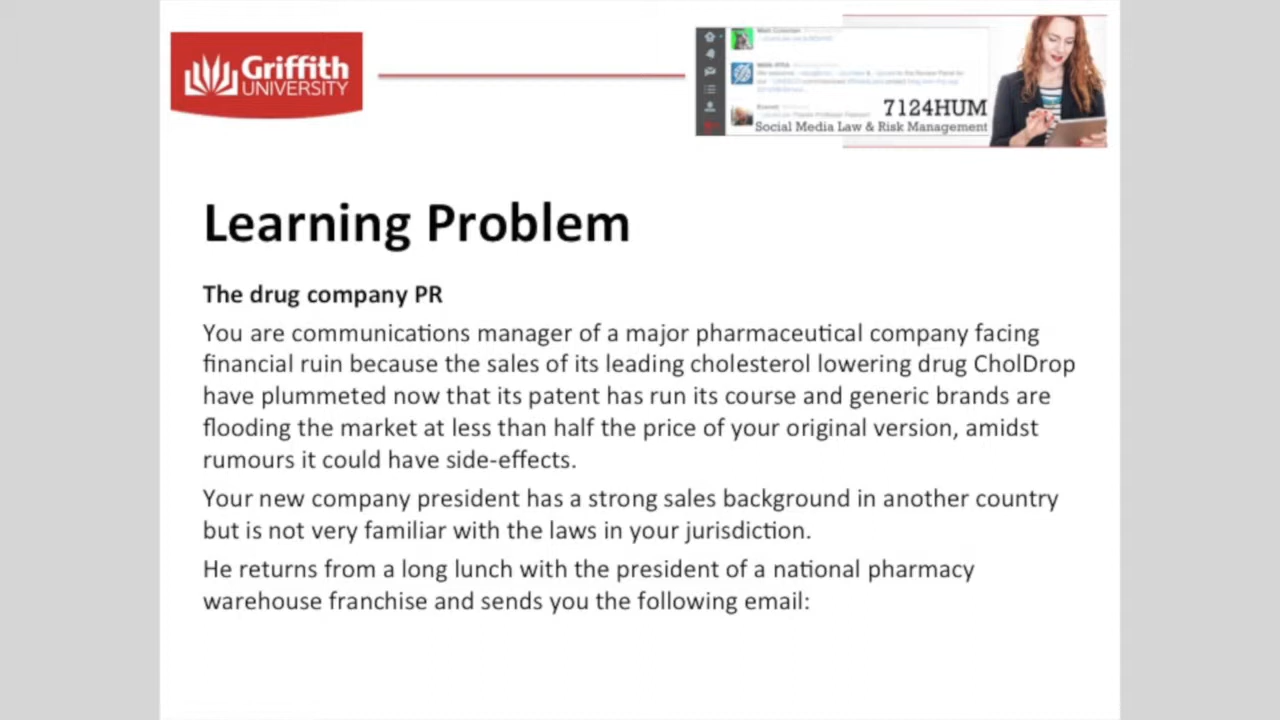 Griffith
UNIVERSITY
7124HUM
Social Media Law & Risk Management
Learning Problem
The drug company PR
You are communications manager of a major pharmaceutical company facing
financial ruin because the sales of its leading cholesterol lowering drug CholDrop
have plummeted now that its patent has run its course and generic brands are
flooding the market at less than half the price of your original version, amidst
rumours it could have side-effects.
Your new company president has a strong sales background in another country
but is not very familiar with the laws in your jurisdiction.
He returns from a long lunch with the president of a national pharmacy
warehouse franchise and sends you the following email: